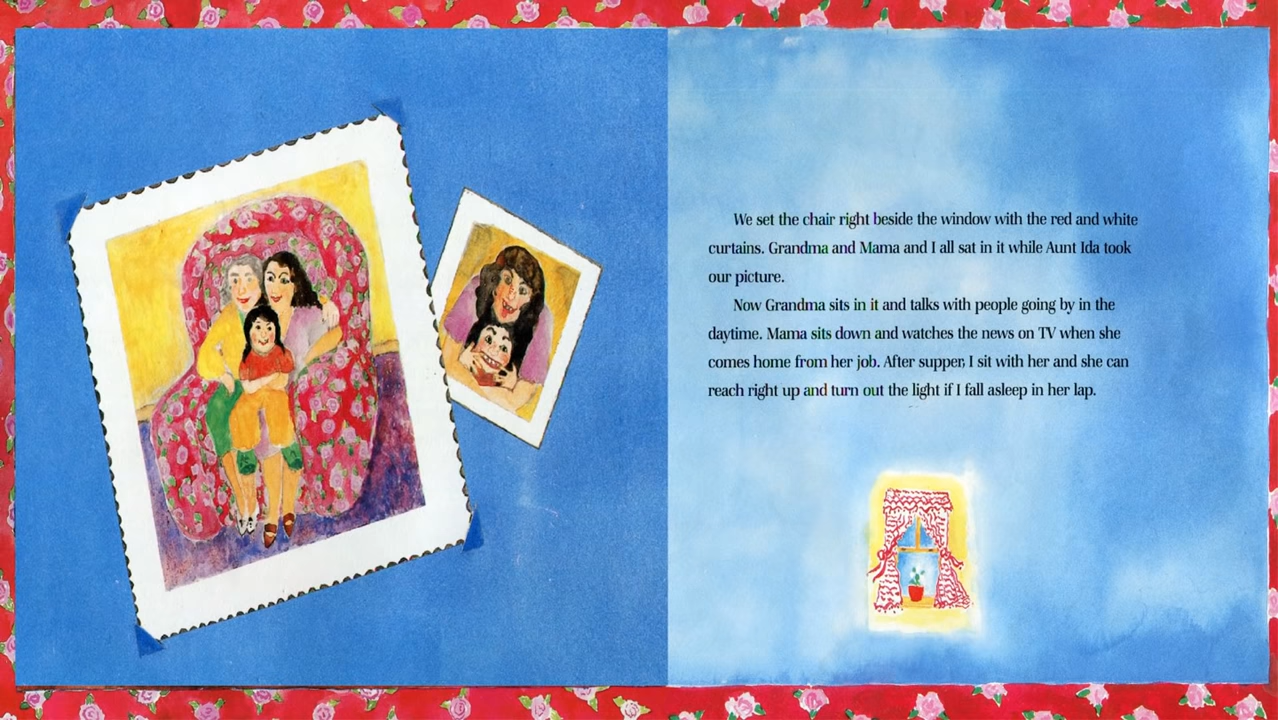 We set the chair right beside the window with the red and white
curtains. Grandma and Mama and I all sat in it while Aunt Ida took
our picture.
Now Grandma sits in it and talks with people going by in the
daytime. Mama sits down and watches the news on TV when she
comes home from her job. After supper, I sit with her and she can
reach right up and turn out the light if I fall asleep in her lap.